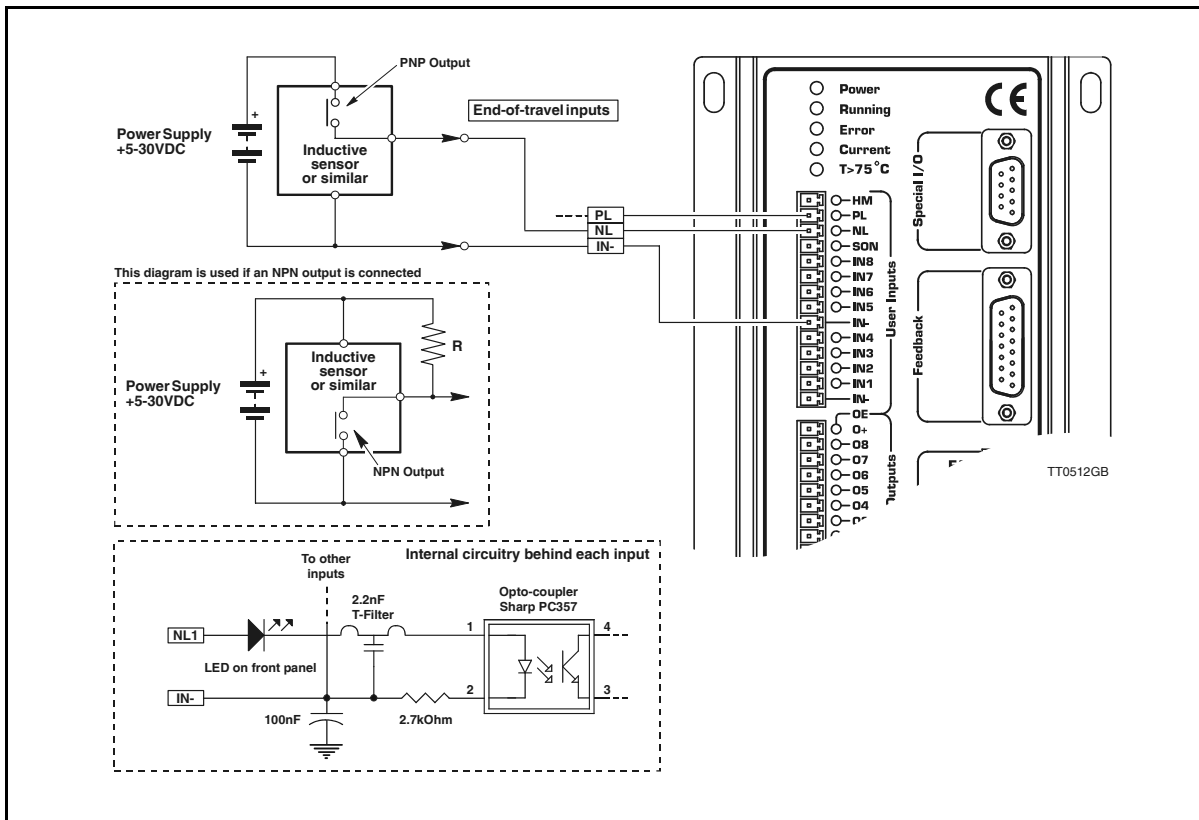 PNP Output
+
Power Supply
+5-30VDC
Inductive
sensor
or similar
End-of-travel inputs
PL
NL
IN-
This diagram is used if an NPN output is connected
+
Power Supply
+5-30VDC
Inductive
sensor
or similar
R
NPN Output
Internal circuitry behind each input
To other
inputs
2.2nF
T-Filter
Opto-coupler
Sharp PC357
NL1
LED on front panel
IN-
100nF
2.7kOhm
1
2
4
3
Power
Running
Error
Current
T>75°C
CE
HM
PL
NL
SON
IN8
IN7
IN6
IN5
IN-
IN4
IN3
IN2
IN1
IN-
OE
O+
O8
O7
O6
O5
O4
User Inputs
Special I/O
Feedback
TT0512GB